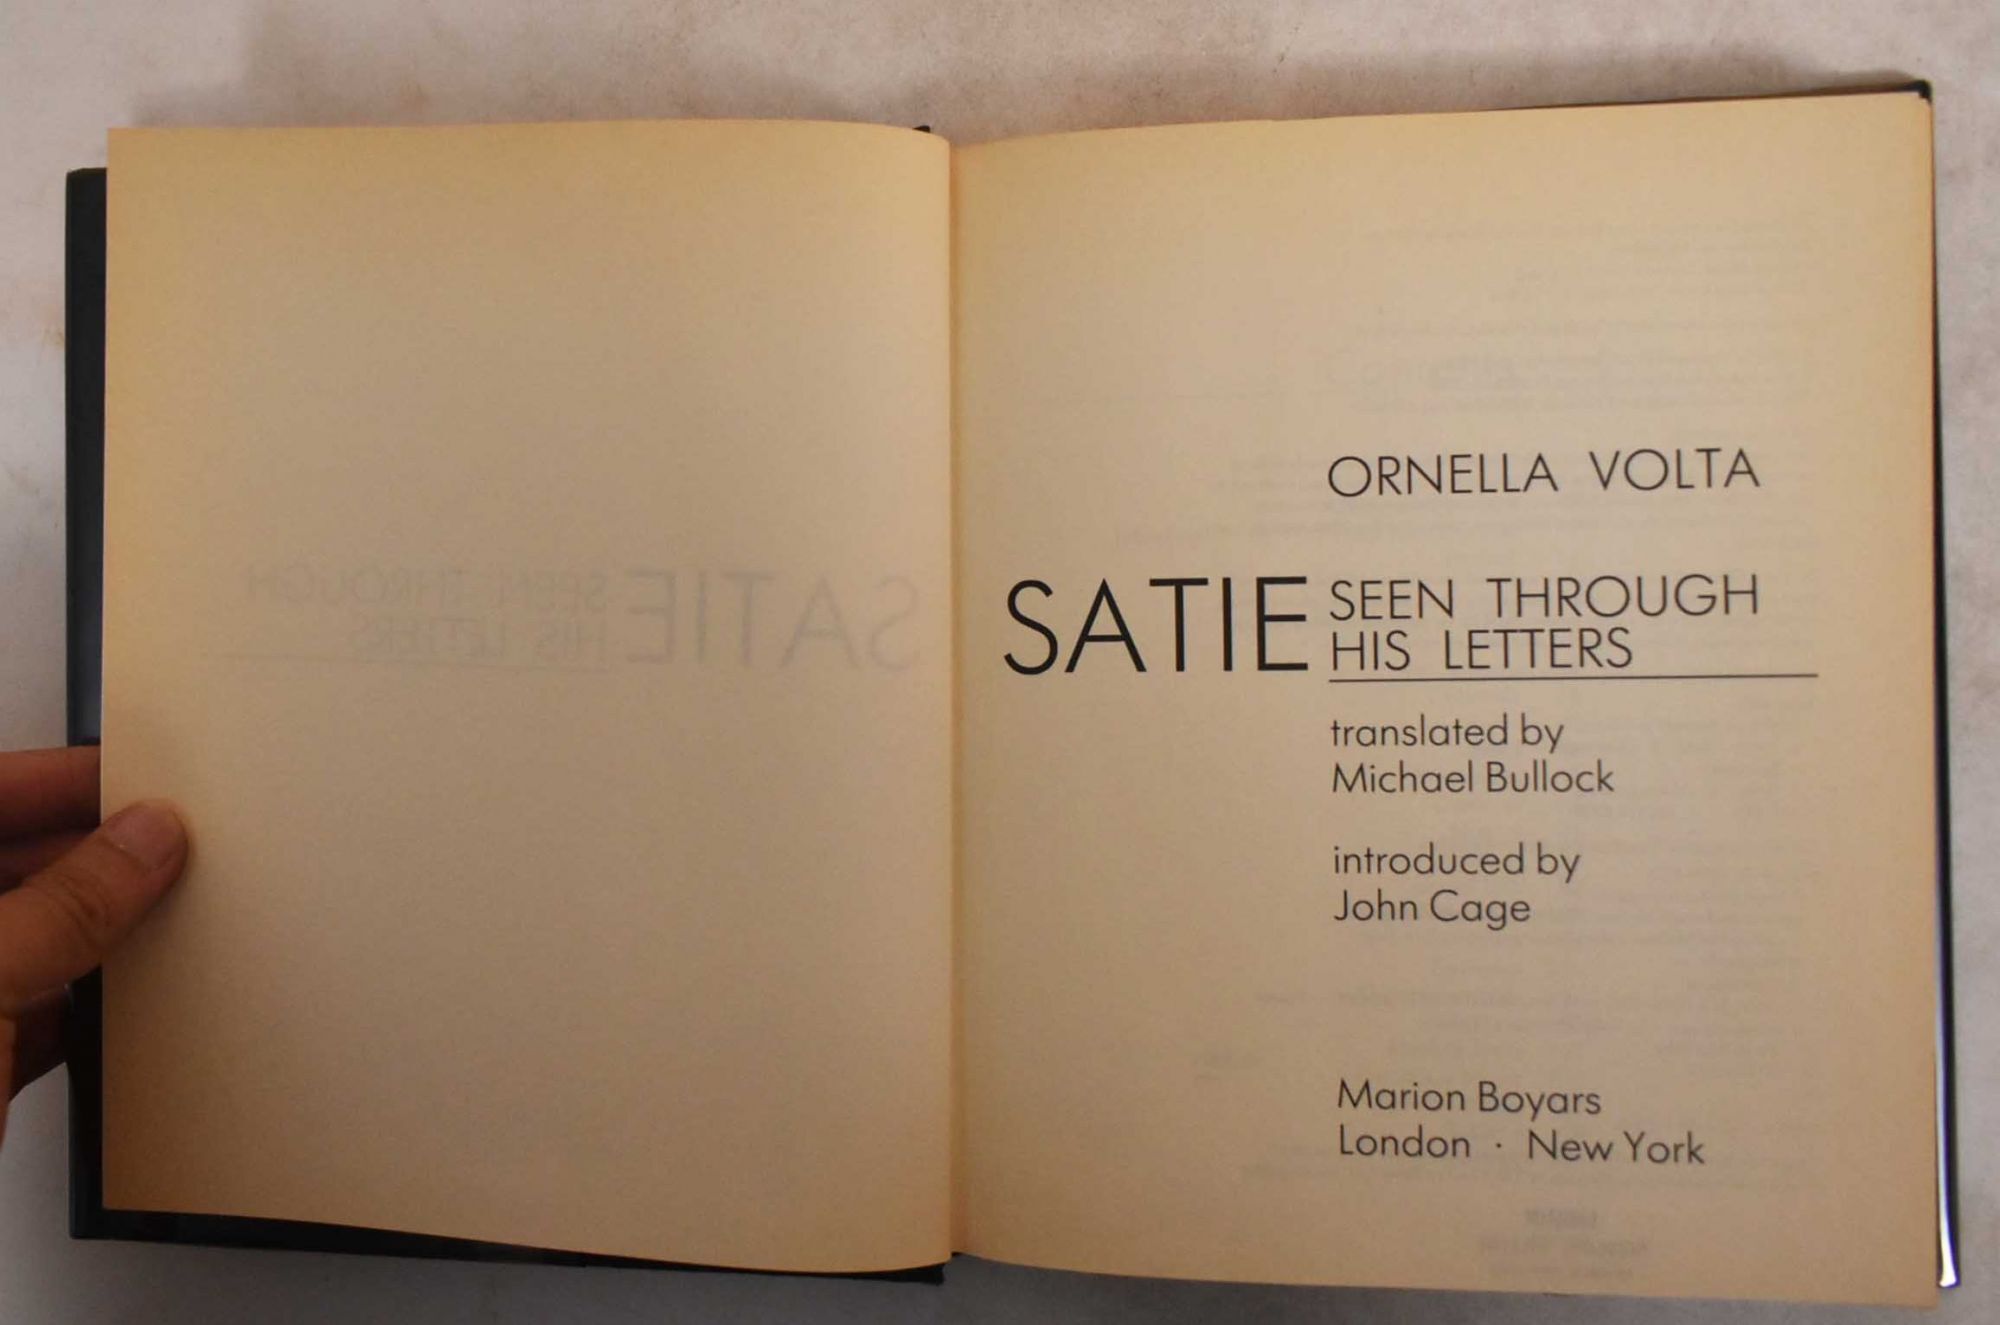 ORNELLA VOLTA
SATIE SEEN THROUGH
HIS LETTERS
translated by
Michael Bullock
introduced by
John Cage
Marion Boyars
London · New York